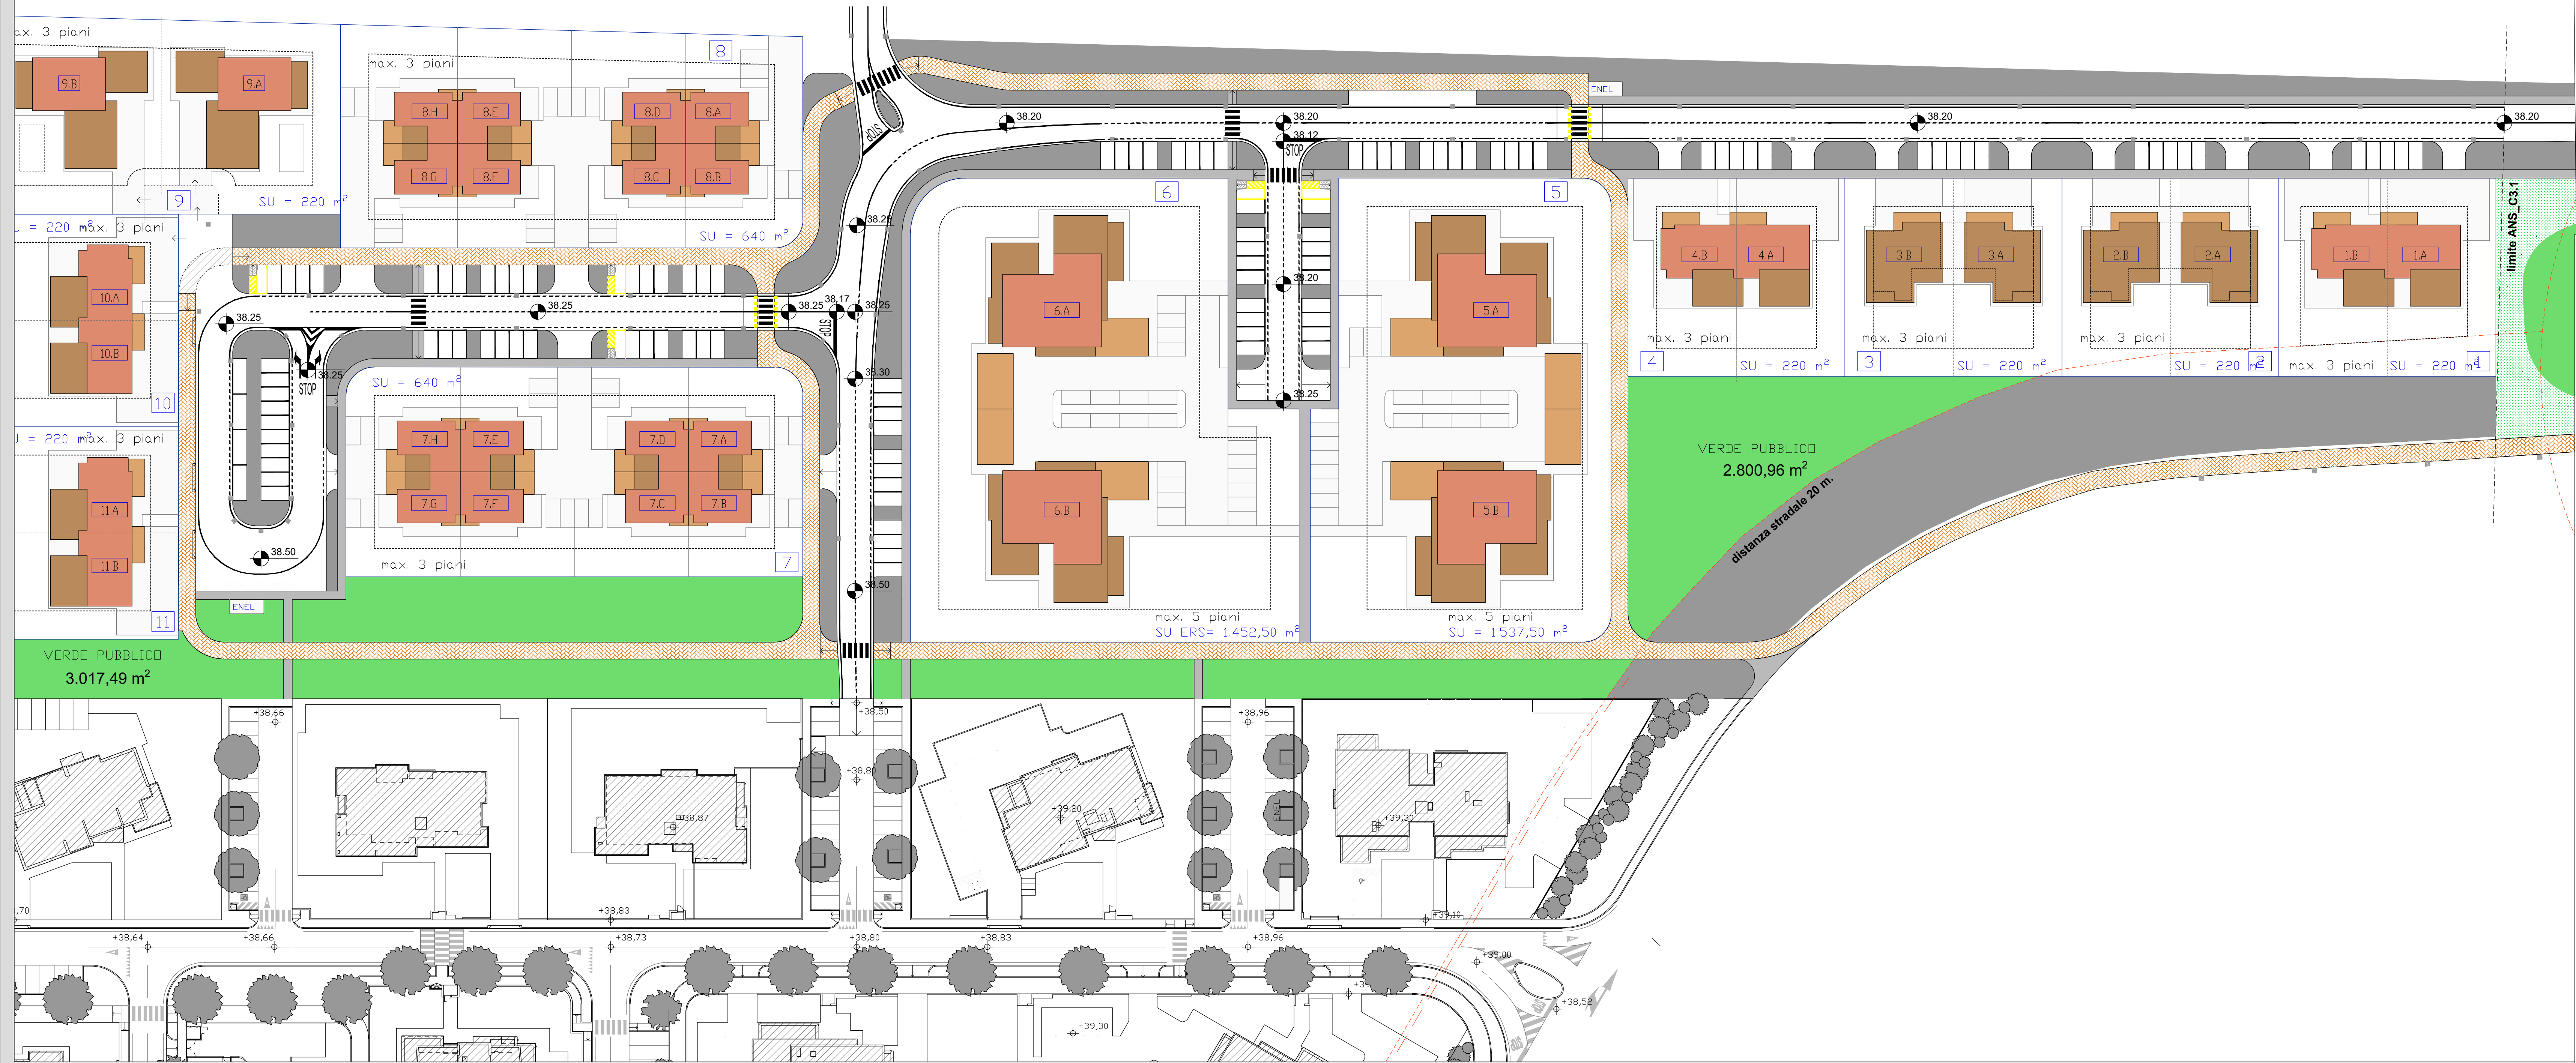 max. 3 piani
9.B
9.A
9
SU = 220 m²
8
max. 3 piani
8.H
8.E
8.D
8.A
8.G
8.F
8.C
8.B
SU = 640 m²
STOP
38.20
38.20
38.12
STOP
ENEL
38.20
38.20
limite ANS_C3.1
38.25
U = 220 m²
max. 3 piani
10.A
10.B
10
38.25
38.25
38.25
38.17
38.25
STOP
38.25
STOP
38.30
U = 220 m²
max. 3 piani
11.A
11.B
11
38.50
ENEL
SU = 640 m²
7.H
7.E
7.D
7.A
7.G
7.F
7.C
7.B
max. 3 piani
7
38.50
6
6.A
6.B
max. 5 piani
SU ERS= 1.452,50 m²
38.20
38.25
5
5.A
5.B
max. 5 piani
SU = 1.537,50 m²
4.B
4.A
max. 3 piani
4
SU = 220 m²
3.B
3.A
max. 3 piani
3
SU = 220 m²
2.B
2.A
max. 3 piani
SU = 220 m²
2
1.B
1.A
max. 3 piani
SU = 220 m²
1
VERDE PUBBLICO
2.800,96 m²
distanza stradale 20 m.
VERDE PUBBLICO
3.017,49 m²
+38,66
+38,50
+38,96
+38,80
+38,87
+39,20
ENEL
+39,30
+38,83
+39,10
+38,64
+38,66
+38,73
+38,80
+38,83
+38,96
+39,00
+38,52
+39,30
STOP
STOP